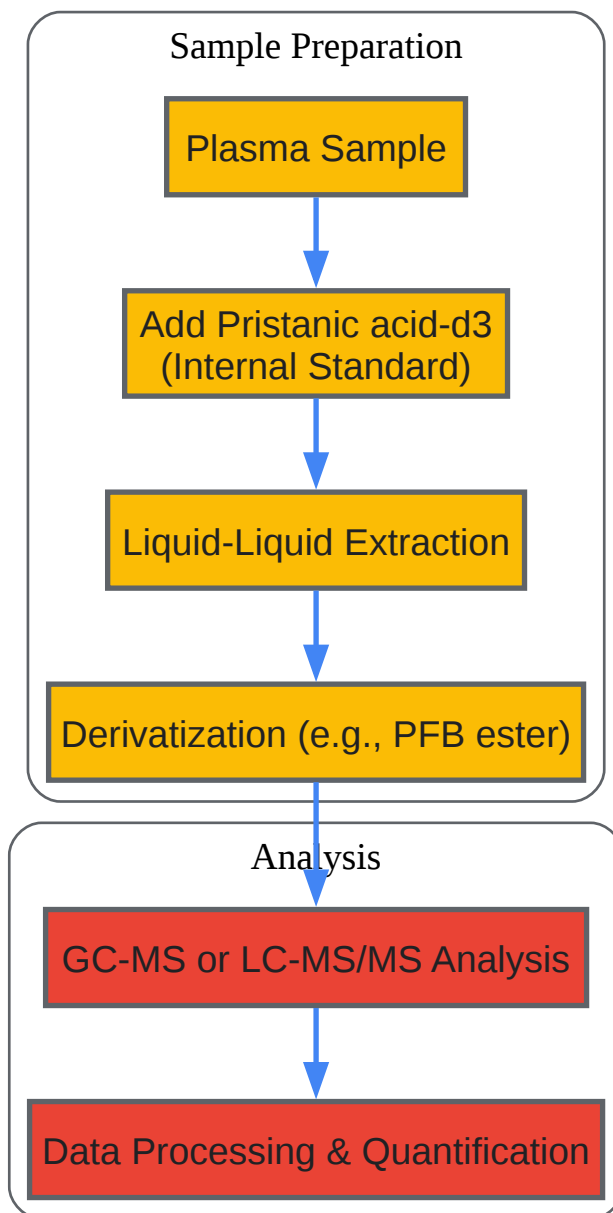 Sample Preparation
Plasma Sample
Add Pristanic acid-d3
(Internal Standard)
Liquid-Liquid Extraction
Derivatization (e.g., PFB ester)
Analysis
GC-MS or LC-MS/MS Analysis
Data Processing & Quantification